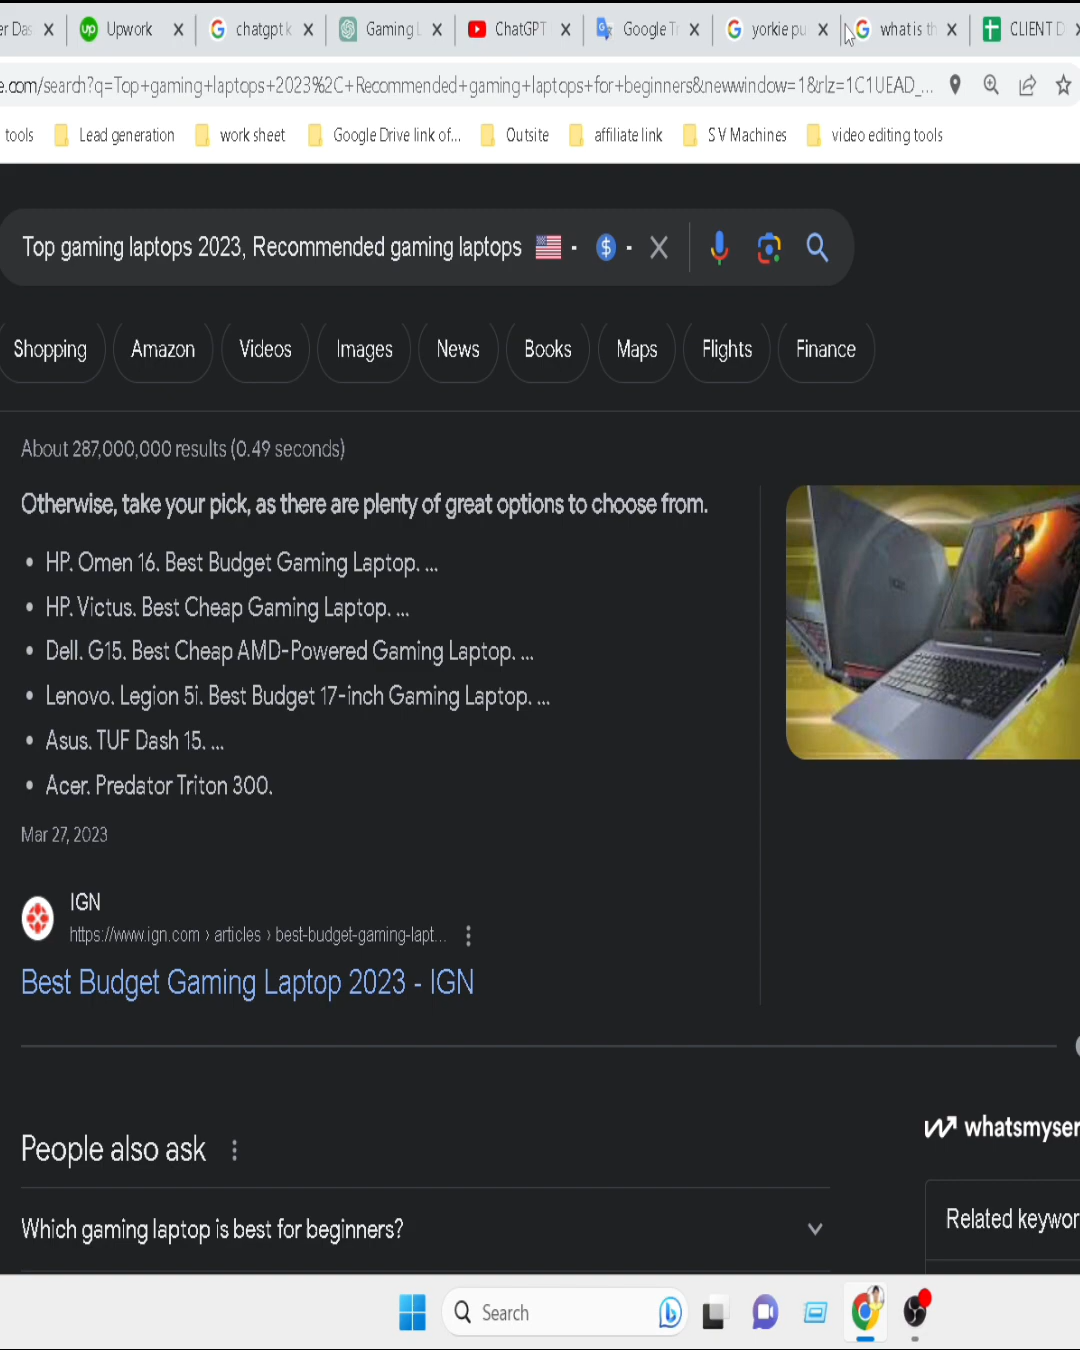 er Das
Upwork
chatgpt k
Gaming L
ChatGPT
Google Tr
yorkie pu
what is th
CLIENT D
e.com/search?q=Top+gaming+laptops+2023%2C+Recommended+gaming+laptops+for+beginners&newwindow=1&rlz=1C1UEAD_...
tools
Lead generation
work sheet
Google Drive link of...
Outsite
affiliate link
S V Machines
video editing tools
Top gaming laptops 2023, Recommended gaming laptops
Shopping
Amazon
Videos
Images
News
Books
Maps
Flights
Finance
About 287,000,000 results (0.49 seconds)
Otherwise, take your pick, as there are plenty of great options to choose from.
• HP. Omen 16. Best Budget Gaming Laptop. ...
• HP. Victus. Best Cheap Gaming Laptop. ...
• Dell. G15. Best Cheap AMD-Powered Gaming Laptop. ...
• Lenovo. Legion 5i. Best Budget 17-inch Gaming Laptop. ...
• Asus. TUF Dash 15. ...
• Acer. Predator Triton 300.
Mar 27, 2023
IGN
https://www.ign.com › articles › best-budget-gaming-lapt...
Best Budget Gaming Laptop 2023 - IGN
whatsmyser
People also ask
Related keywor
Which gaming laptop is best for beginners?
Search